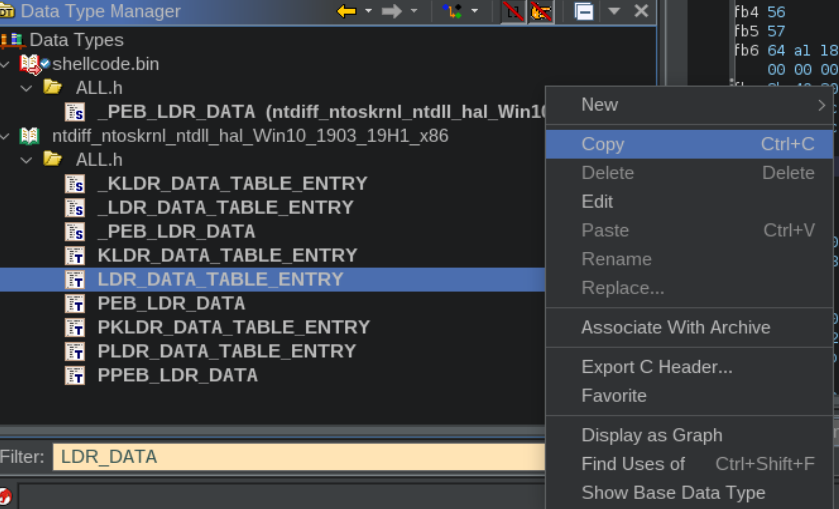 Data Type Manager
Data Types
shellcode.bin
ALL.h
_PEB_LDR_DATA (ntdiff_ntoskrnl_ntdll_hal_Win10
ntdiff_ntoskrnl_ntdll_hal_Win10_1903_19H1_x86
ALL.h
_KLDR_DATA_TABLE_ENTRY
_LDR_DATA_TABLE_ENTRY
_PEB_LDR_DATA
KLDR_DATA_TABLE_ENTRY
LDR_DATA_TABLE_ENTRY
PEB_LDR_DATA
PKLDR_DATA_TABLE_ENTRY
PLDR_DATA_TABLE_ENTRY
PPEB_LDR_DATA
Filter: LDR_DATA
fb4 56
fb5 57
fb6 64 a1 18
00 00 00
New
Copy Ctrl+C
Delete Delete
Edit
Paste Ctrl+V
Rename
Replace...
Associate With Archive
Export C Header...
Favorite
Display as Graph
Find Uses of Ctrl+Shift+F
Show Base Data Type